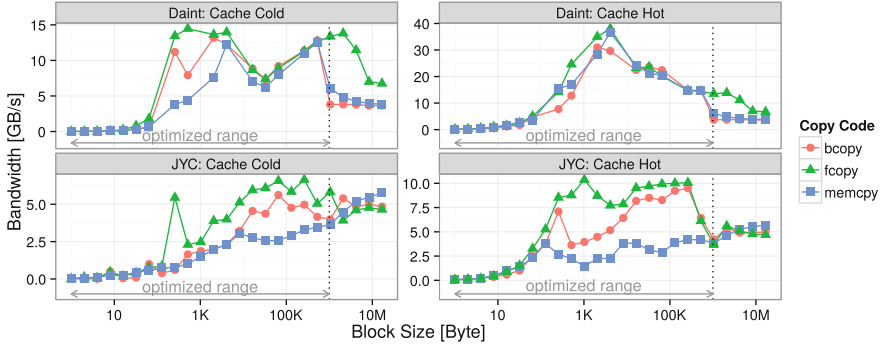 Daint: Cache Cold
Daint: Cache Hot
15
10
5
0
optimized range
40
30
20
10
0
optimized range
JYC: Cache Cold
JYC: Cache Hot
5.0
2.5
0.0
optimized range
10.0
7.5
5.0
2.5
0.0
optimized range
10
1K
100K
10M
10
1K
100K
10M
Bandwidth [GB/s]
Block Size [Byte]
Copy Code
bcopy
fcopy
memcpy